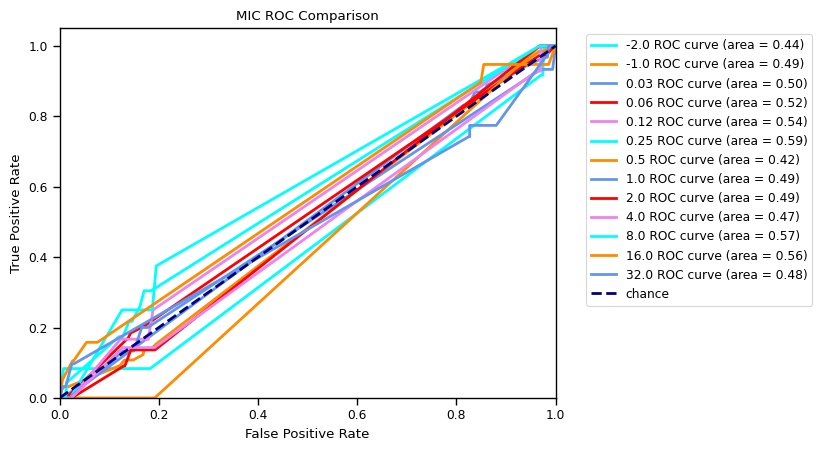 MIC ROC Comparison
1.0
0.8
0.6
0.4
0.2
0.0
True Positive Rate
0.0 0.2 0.4 0.6 0.8 1.0
False Positive Rate
-2.0 ROC curve (area = 0.44)
-1.0 ROC curve (area = 0.49)
0.03 ROC curve (area = 0.50)
0.06 ROC curve (area = 0.52)
0.12 ROC curve (area = 0.54)
0.25 ROC curve (area = 0.59)
0.5 ROC curve (area = 0.42)
1.0 ROC curve (area = 0.49)
2.0 ROC curve (area = 0.49)
4.0 ROC curve (area = 0.47)
8.0 ROC curve (area = 0.57)
16.0 ROC curve (area = 0.56)
32.0 ROC curve (area = 0.48)
chance